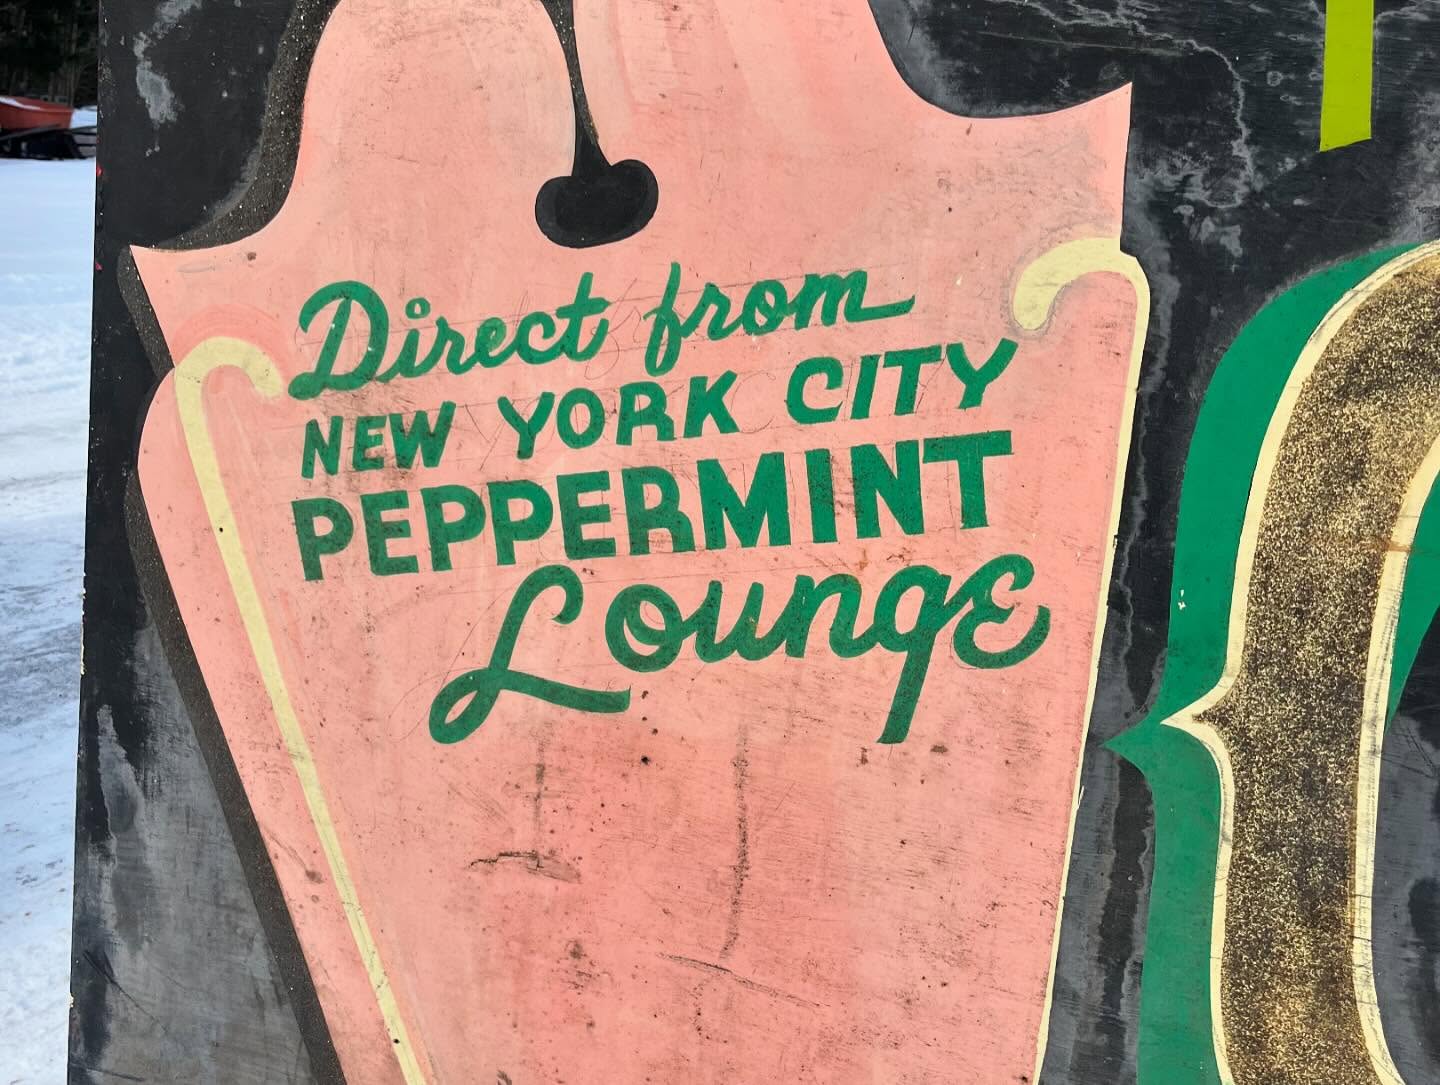 Direct from
NEW YORK CITY
PEPPERMINT
Lounge